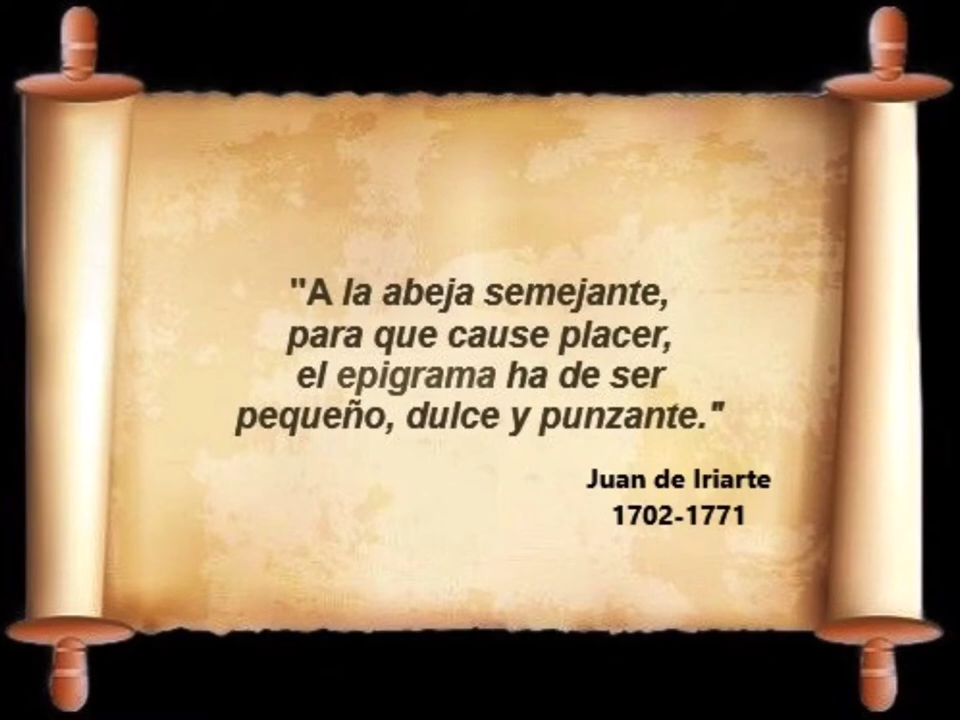 "A la abeja semejante,
para que cause placer,
el epigrama ha de ser
pequeño, dulce y punzante."
Juan de Iriarte
1702-1771